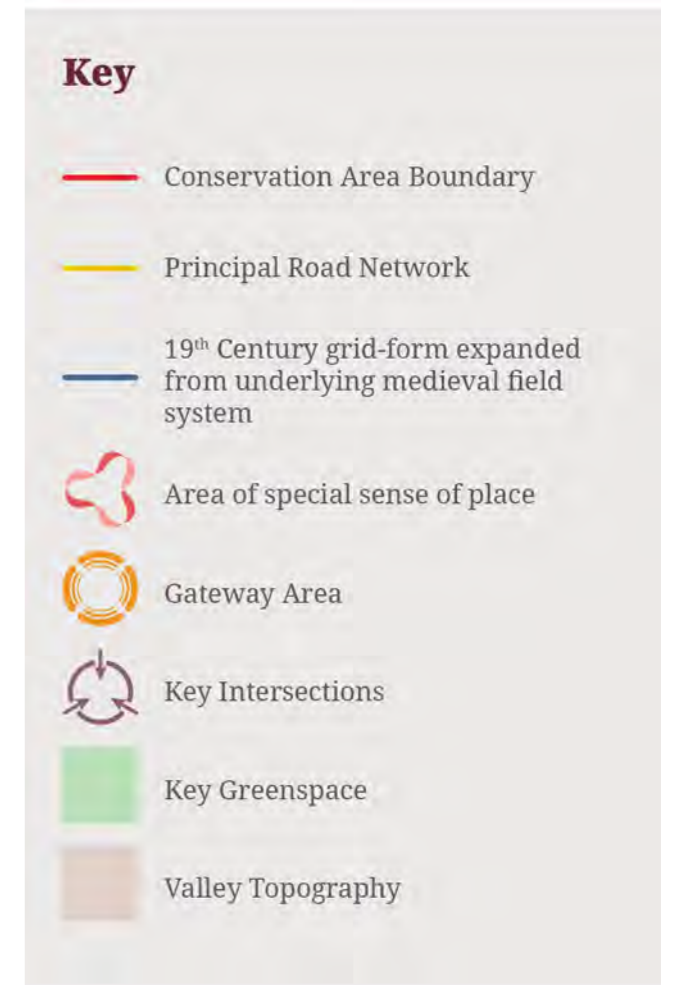 Key
Conservation Area Boundary
Principal Road Network
19th Century grid-form expanded
from underlying medieval field
system
Area of special sense of place
Gateway Area
Key Intersections
Key Greenspace
Valley Topography